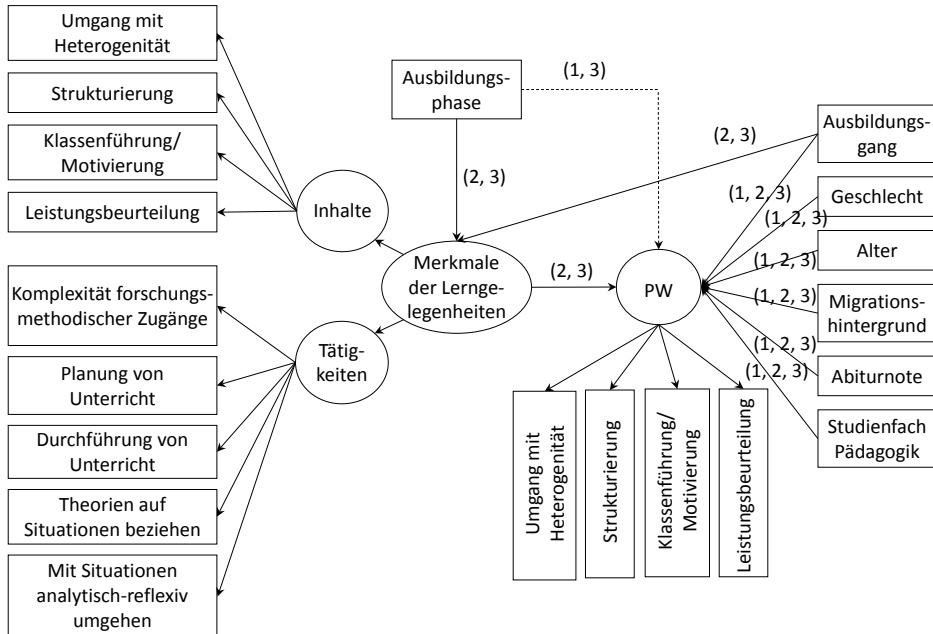 Umgang mit
Heterogenität
Strukturierung
Klassenführung/
Motivierung
Leistungsbeurteilung
Inhalte
Ausbildungs-
phase
(1, 3)
(2, 3)
(2, 3)
Ausbildungs-
gang
Geschlecht
Alter
Migrations-
hintergrund
Abiturnote
Studienfach
Pädagogik
(1, 2, 3)
(1, 2, 3)
(1, 2, 3)
(1, 2, 3)
(1, 2, 3)
(1, 2, 3)
Merkmale
der Lernge-
legenheiten
(2, 3)
PW
Komplexität forschungs-
methodischer Zugänge
Planung von
Unterricht
Durchführung von
Unterricht
Theorien auf
Situationen beziehen
Mit Situationen
analytisch-reflexiv
umgehen
Tätig-
keiten
Umgang mit
Heterogenität
Strukturierung
Klassenführung/
Motivierung
Leistungsbeurteilung